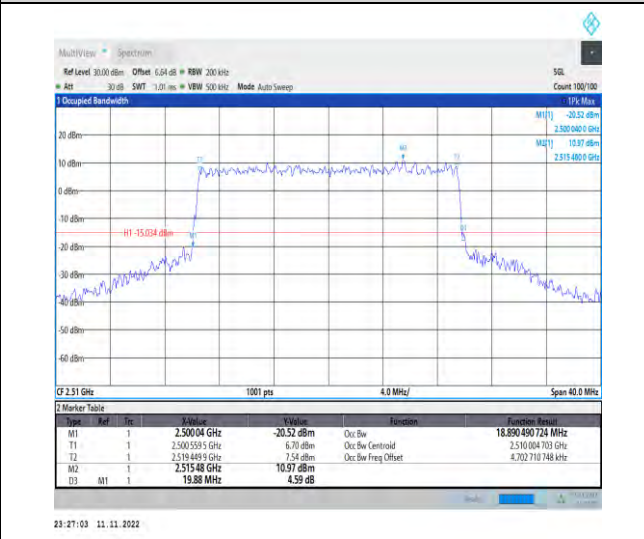 MultiView Spectrum
Ref Level 30.00 dBm Offset 6.64 dB RBW 200 kHz SGL
Att 30 dB SWT 1.01 ms VBW 500 kHz Mode Auto Sweep Count 100/100
1 Occupied Bandwidth 1Pk Max
M1[1] -20.52 dBm
2.500 040 0 GHz
M2[1] 10.97 dBm
2.515 480 0 GHz
20 dBm
M2
10 dBm
0 dBm
-10 dBm
H1 -15.034 dBm
M1
-20 dBm
-30 dBm
-40 dBm
-50 dBm
-60 dBm
CF 2.51 GHz 1001 pts 4.0 MHz/ Span 40.0 MHz
2 Marker Table
Type Ref Trc X-Value Y-Value Function Function Result
M1 1 2.500 04 GHz -20.52 dBm Occ Bw 18.890 490 724 MHz
T1 1 2.500 559 5 GHz 6.70 dBm Occ Bw Centroid 2.510 004 703 GHz
T2 1 2.519 449 9 GHz 7.54 dBm Occ Bw Freq Offset 4.702 710 748 kHz
M2 1 2.515 48 GHz 10.97 dBm
D3 M1 1 19.88 MHz 4.59 dB
23:27:03 11.11.2022